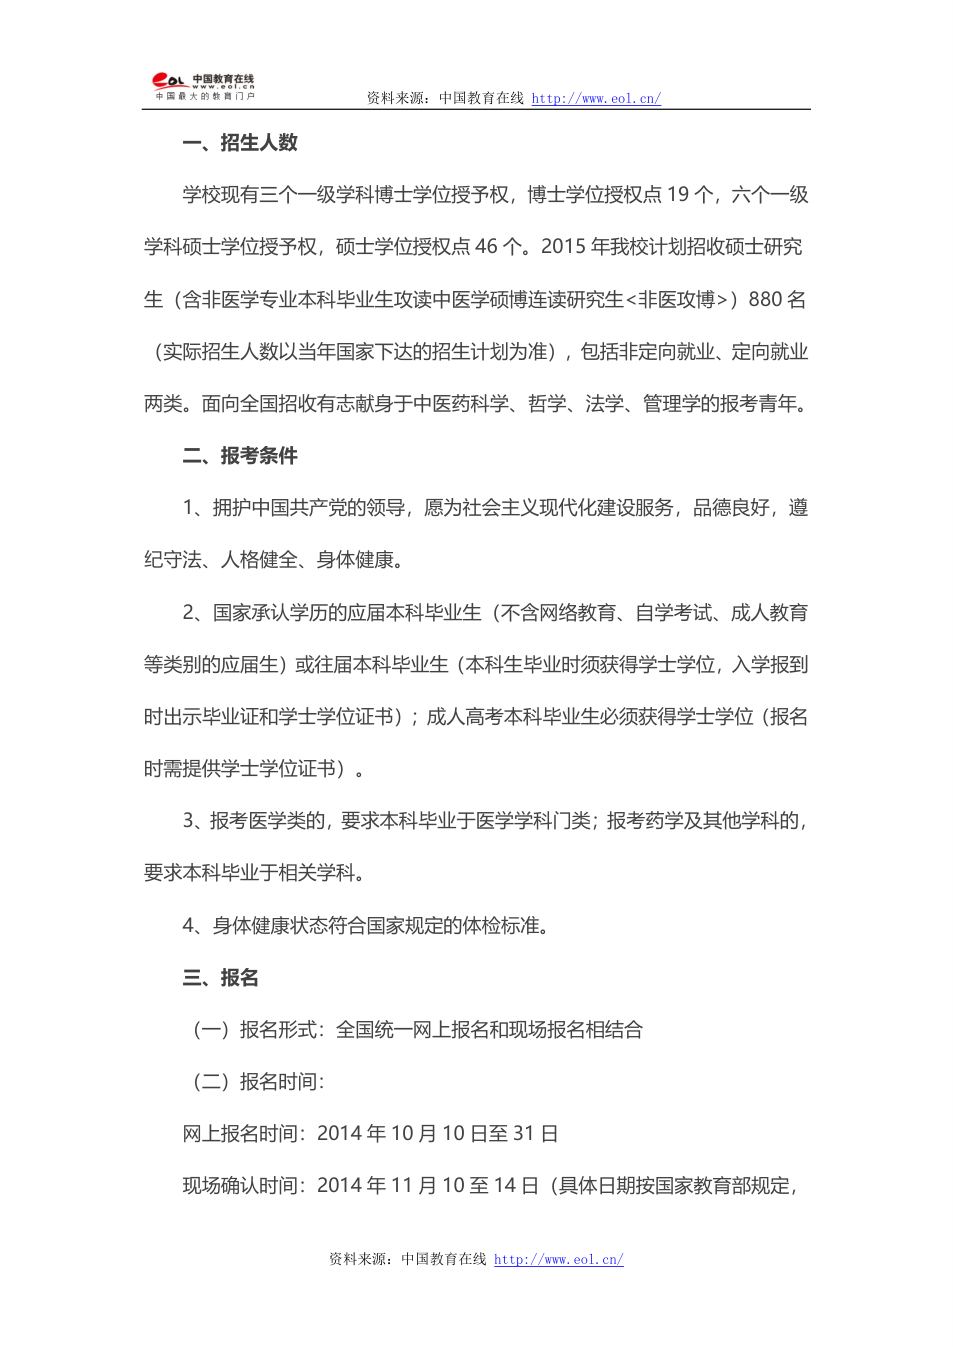 eoL 中国教育在线
www.eol.cn
中国最大的教育门户
资料来源：中国教育在线 http://www.eol.cn/
一、招生人数
学校现有三个一级学科博士学位授予权，博士学位授权点 19 个，六个一级
学科硕士学位授予权，硕士学位授权点 46 个。2015 年我校计划招收硕士研究
生（含非医学专业本科毕业生攻读中医学硕博连读研究生<非医攻博>）880 名
（实际招生人数以当年国家下达的招生计划为准），包括非定向就业、定向就业
两类。面向全国招收有志献身于中医药科学、哲学、法学、管理学的报考青年。
二、报考条件
1、拥护中国共产党的领导，愿为社会主义现代化建设服务，品德良好，遵
纪守法、人格健全、身体健康。
2、国家承认学历的应届本科毕业生（不含网络教育、自学考试、成人教育
等类别的应届生）或往届本科毕业生（本科生毕业时须获得学士学位，入学报到
时出示毕业证和学士学位证书）；成人高考本科毕业生必须获得学士学位（报名
时需提供学士学位证书）。
3、报考医学类的，要求本科毕业于医学学科门类；报考药学及其他学科的，
要求本科毕业于相关学科。
4、身体健康状态符合国家规定的体检标准。
三、报名
（一）报名形式：全国统一网上报名和现场报名相结合
（二）报名时间：
网上报名时间：2014 年 10 月 10 日至 31 日
现场确认时间：2014 年 11 月 10 至 14 日（具体日期按国家教育部规定，
资料来源：中国教育在线 http://www.eol.cn/